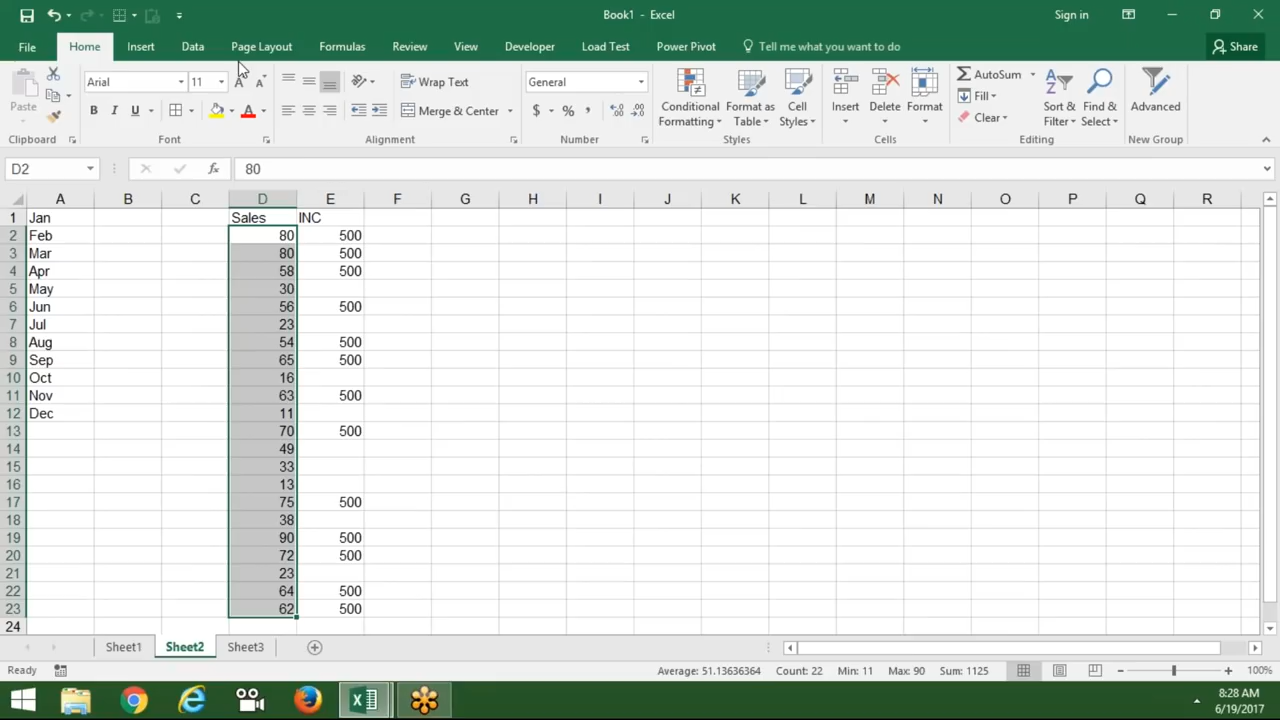 Book1 - Excel
Sign in
File Home Insert Data Page Layout Formulas Review View Developer Load Test Power Pivot Tell me what you want to do Share
Paste
Clipboard
Arial 11
B I U
Font
Wrap Text
Merge & Center
Alignment
General
$ % ,
Number
Conditional Formatting
Format as Table
Cell Styles
Styles
Insert Delete Format
Cells
AutoSum
Fill
Clear
Sort & Filter
Find & Select
Editing
Advanced
New Group
D2 fx 80
A B C D E F G H I J K L M N O P Q R
1 Jan Sales INC
2 Feb 80 500
3 Mar 80 500
4 Apr 58 500
5 May 30
6 Jun 56 500
7 Jul 23
8 Aug 54 500
9 Sep 65 500
10 Oct 16
11 Nov 63 500
12 Dec 11
13 70 500
14 49
15 33
16 13
17 75 500
18 38
19 90 500
20 72 500
21 23
22 64 500
23 62 500
24
Sheet1 Sheet2 Sheet3
Ready Average: 51.13636364 Count: 22 Min: 11 Max: 90 Sum: 1125 100%
8:28 AM
6/19/2017